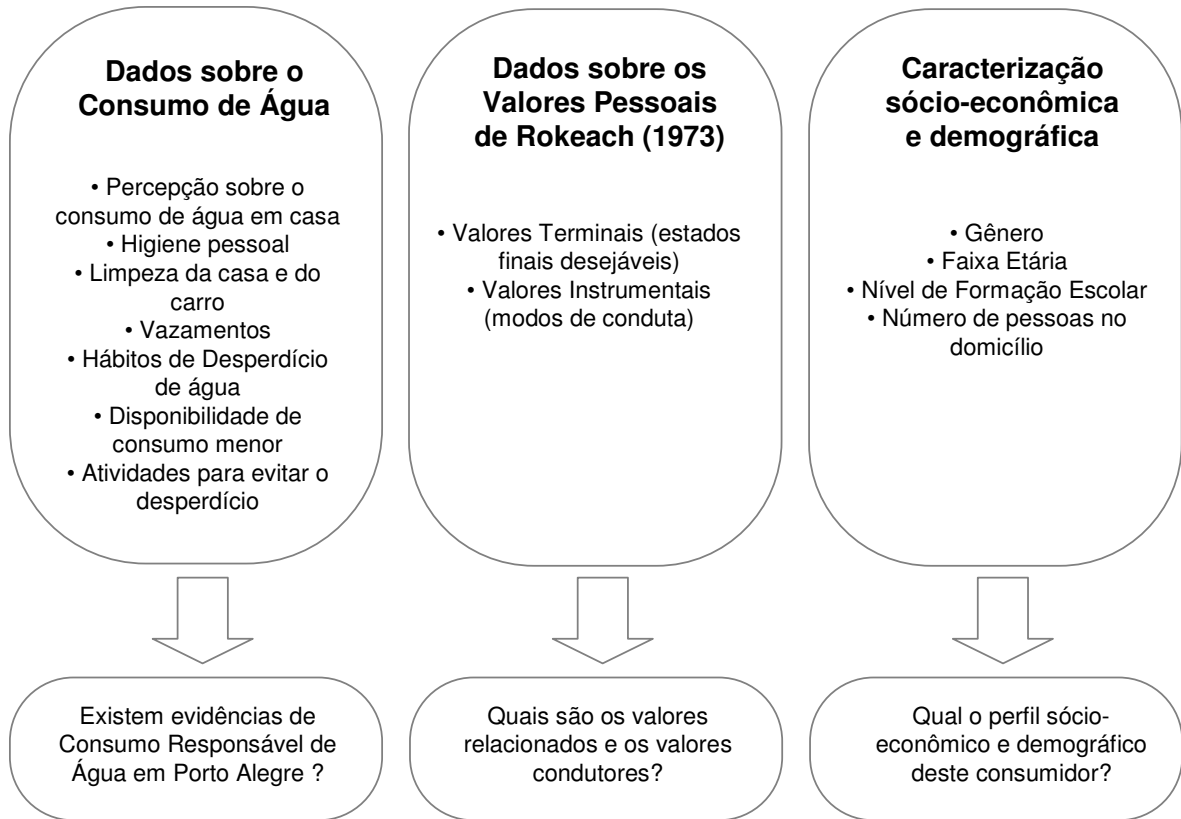 Dados sobre o
Consumo de Água
• Percepção sobre o
consumo de água em casa
• Higiene pessoal
• Limpeza da casa e do
carro
• Vazamentos
• Hábitos de Desperdício
de água
• Disponibilidade de
consumo menor
• Atividades para evitar o
desperdício
Dados sobre os
Valores Pessoais
de Rokeach (1973)
• Valores Terminais (estados
finais desejáveis)
• Valores Instrumentais
(modos de conduta)
Caracterização
sócio-econômica
e demográfica
• Gênero
• Faixa Etária
• Nível de Formação Escolar
• Número de pessoas no
domicílio
Existem evidências de
Consumo Responsável de
Água em Porto Alegre ?
Quais são os valores
relacionados e os valores
condutores?
Qual o perfil sócio-
econômico e demográfico
deste consumidor?